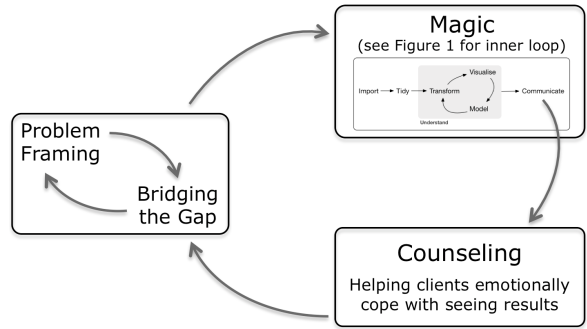 Magic
(see Figure 1 for inner loop)
Visualise
Import Tidy Transform Communicate
Model
Understand
Problem
Framing
Bridging
the Gap
Counseling
Helping clients emotionally
cope with seeing results